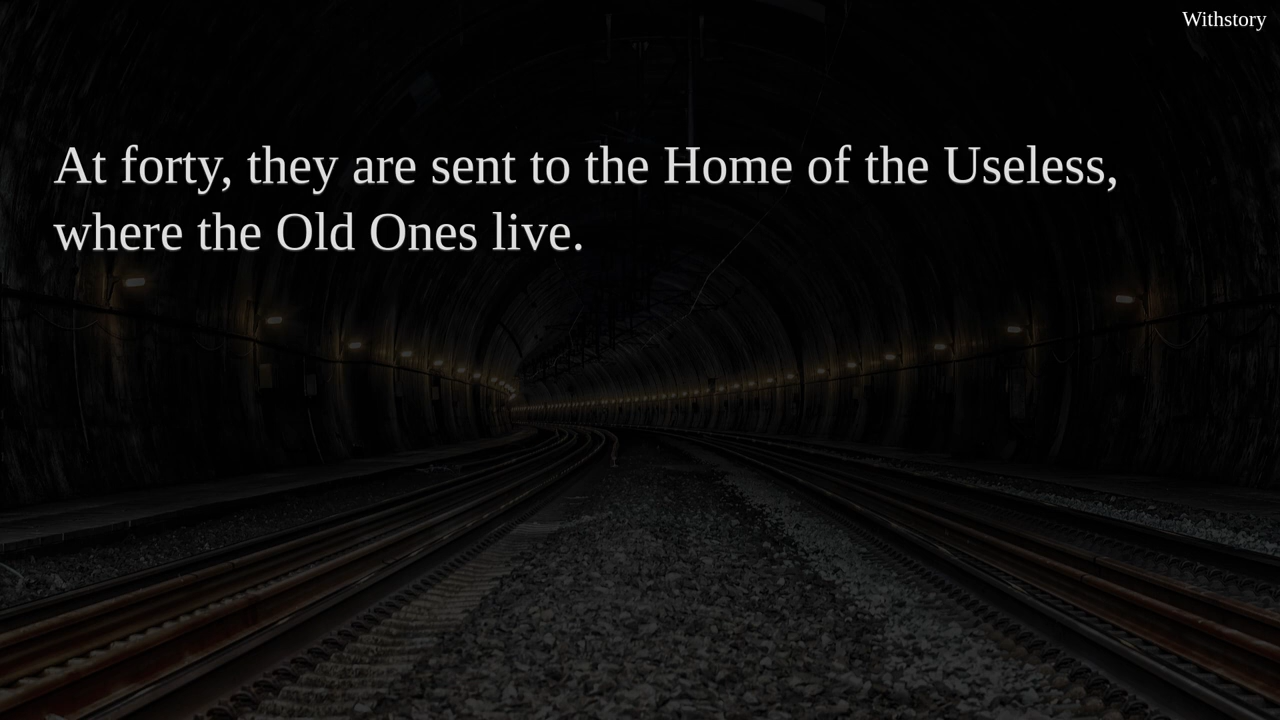 Withstory
At forty, they are sent to the Home of the Useless,
where the Old Ones live.